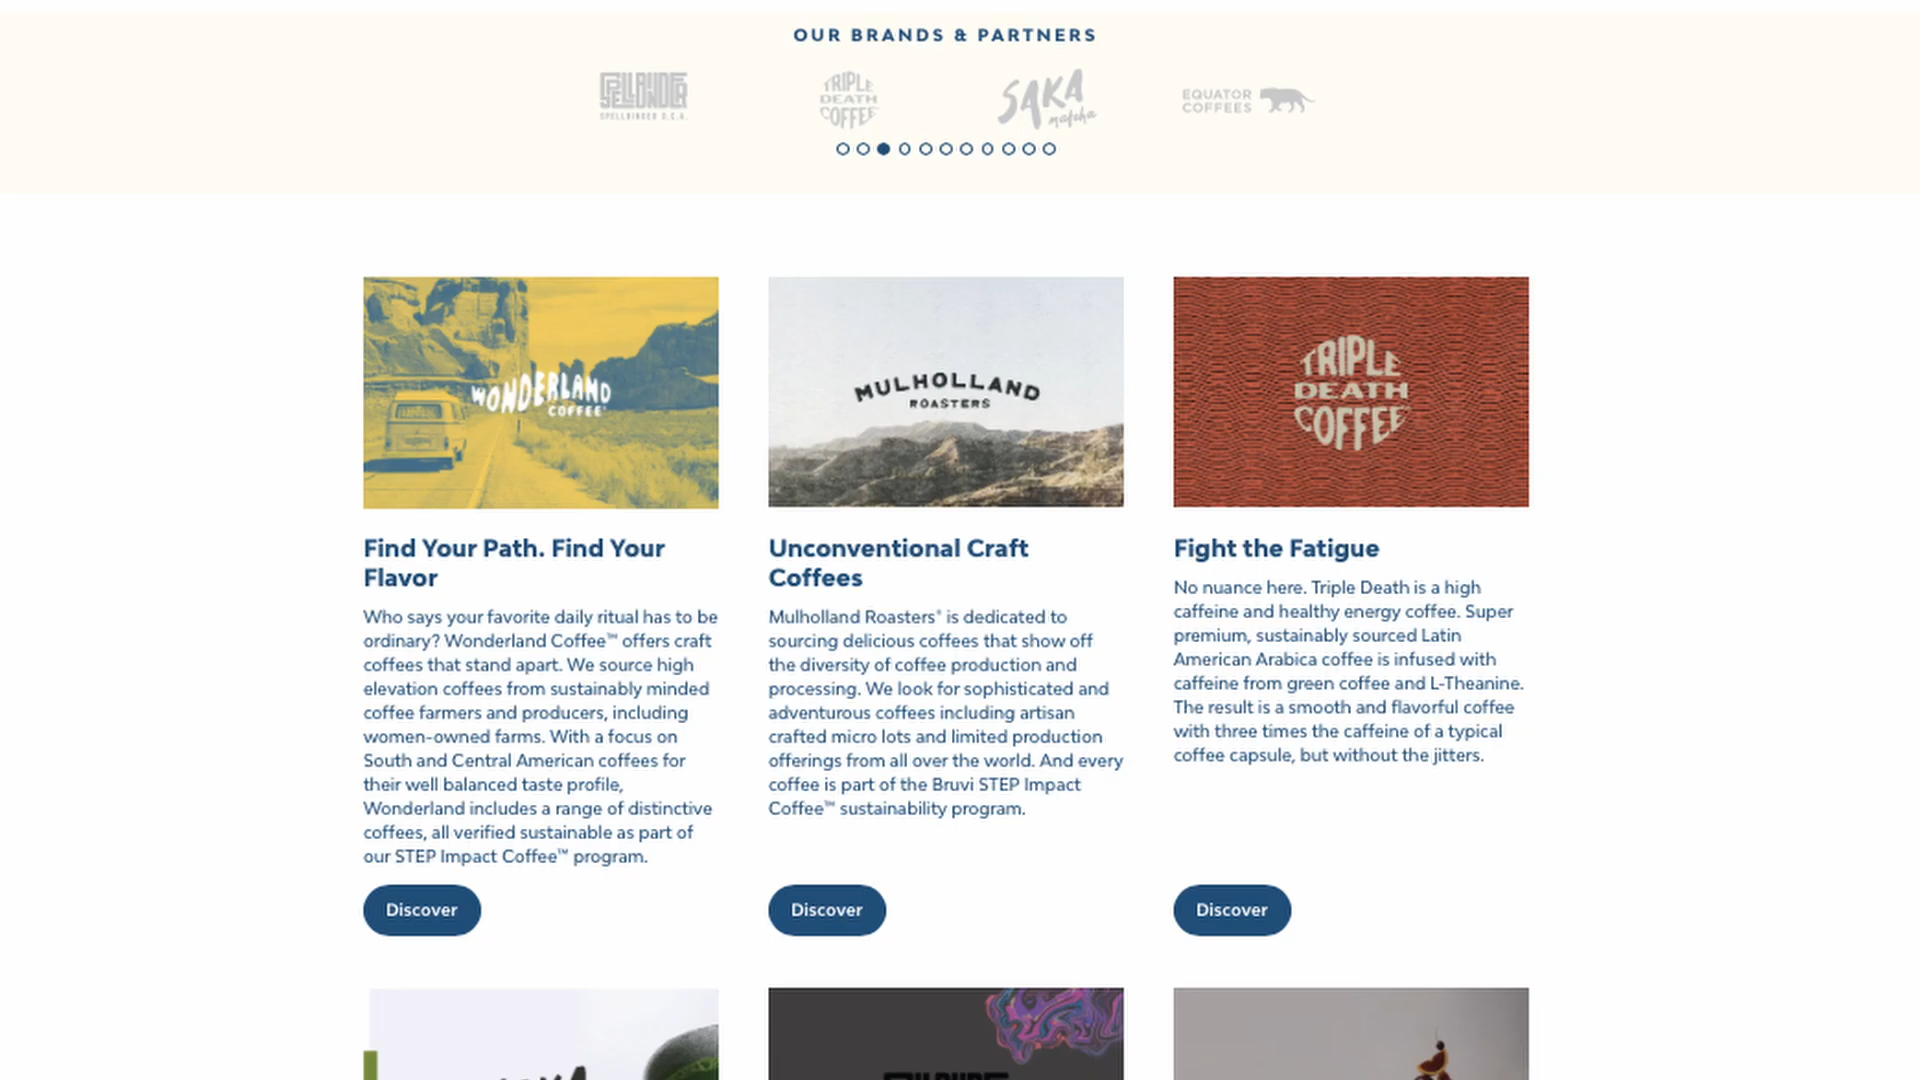 OUR BRANDS & PARTNERS
SPELLBINDER
SPELLBINDER D.C.A.
TRIPLE
DEATH
COFFEE
SAKA
matcha
EQUATOR
COFFEES
WONDERLAND
COFFEE
MULHOLLAND
ROASTERS
TRIPLE
DEATH
COFFEE
Find Your Path. Find Your
Flavor
Who says your favorite daily ritual has to be
ordinary? Wonderland Coffee™ offers craft
coffees that stand apart. We source high
elevation coffees from sustainably minded
coffee farmers and producers, including
women-owned farms. With a focus on
South and Central American coffees for
their well balanced taste profile,
Wonderland includes a range of distinctive
coffees, all verified sustainable as part of
our STEP Impact Coffee™ program.
Discover
Unconventional Craft
Coffees
Mulholland Roasters® is dedicated to
sourcing delicious coffees that show off
the diversity of coffee production and
processing. We look for sophisticated and
adventurous coffees including artisan
crafted micro lots and limited production
offerings from all over the world. And every
coffee is part of the Bruvi STEP Impact
Coffee™ sustainability program.
Discover
Fight the Fatigue
No nuance here. Triple Death is a high
caffeine and healthy energy coffee. Super
premium, sustainably sourced Latin
American Arabica coffee is infused with
caffeine from green coffee and L-Theanine.
The result is a smooth and flavorful coffee
with three times the caffeine of a typical
coffee capsule, but without the jitters.
Discover